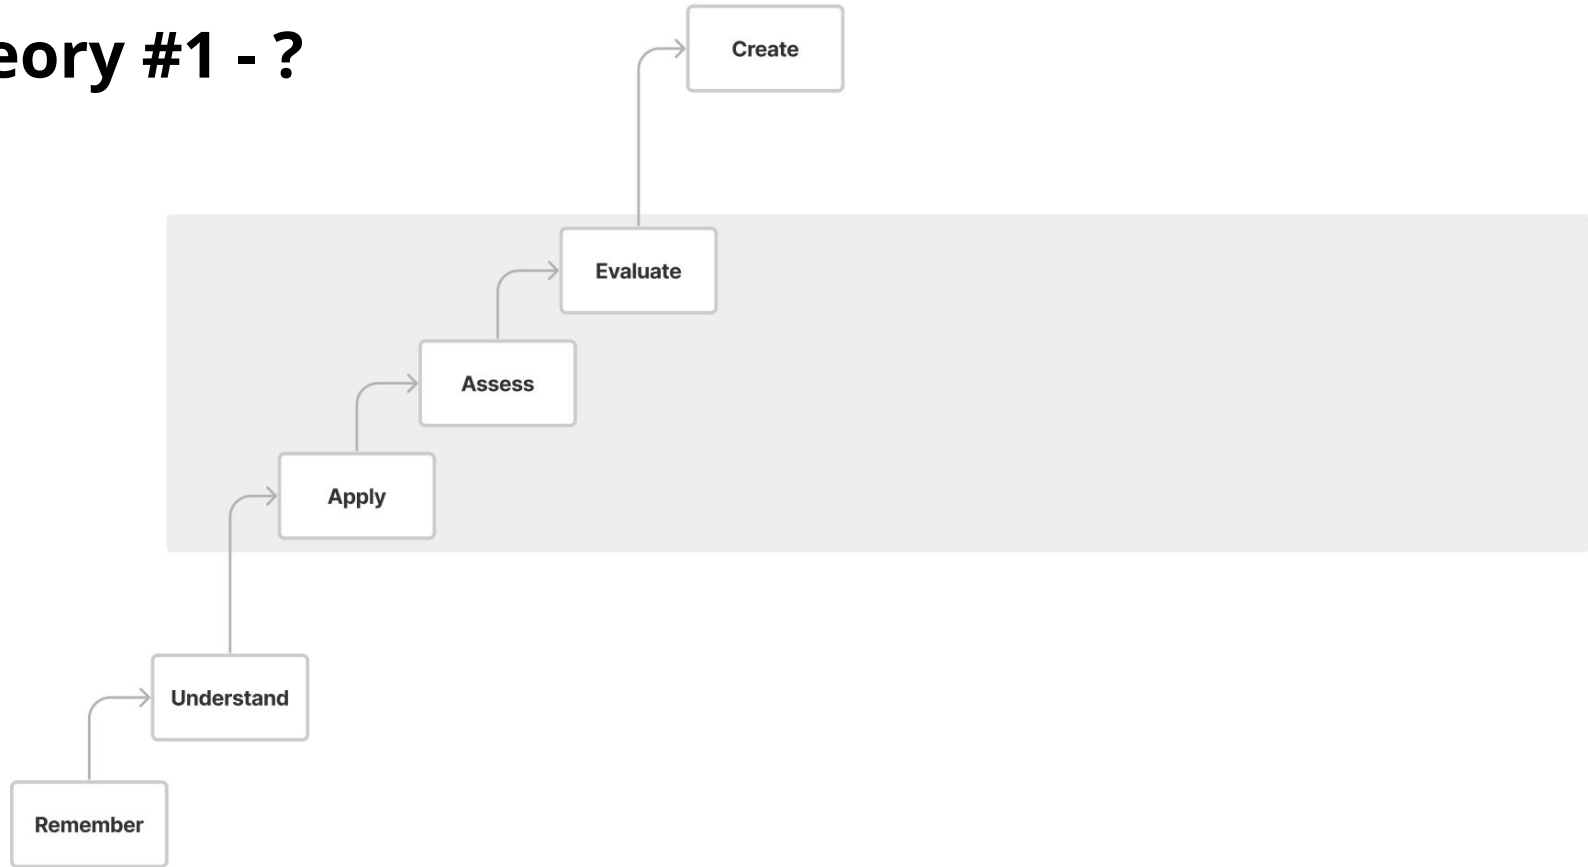 eory #1 - ?
Create
Evaluate
Assess
Apply
Understand
Remember